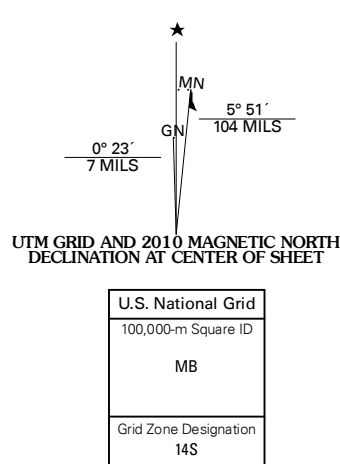 ★
MN
GN
5° 51´
104 MILS
0° 23´
7 MILS
UTM GRID AND 2010 MAGNETIC NORTH
DECLINATION AT CENTER OF SHEET
U.S. National Grid
100,000-m Square ID
MB
Grid Zone Designation
14S